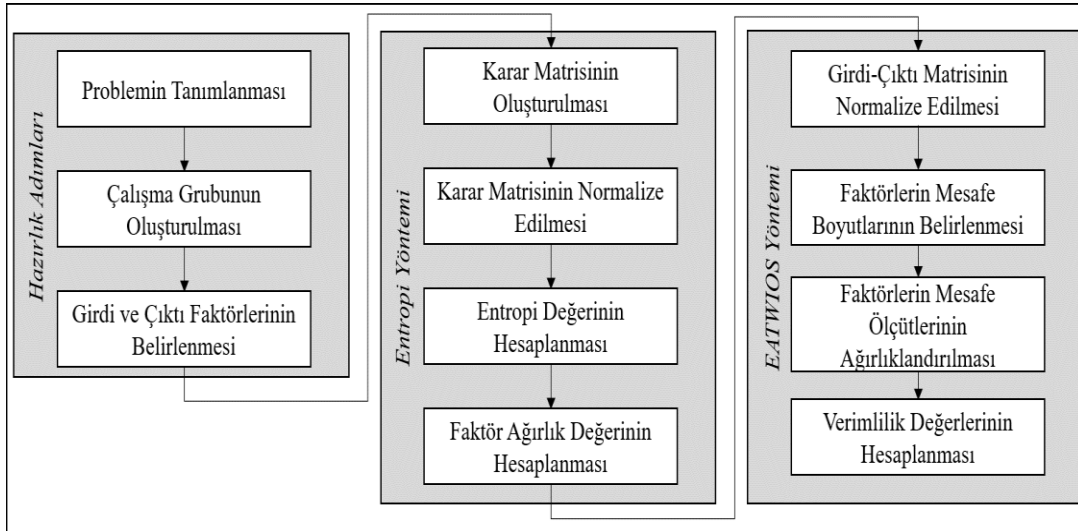 Hazırlık Adımları
Problemin Tanımlanması
Çalışma Grubunun
Oluşturulması
Girdi ve Çıktı Faktörlerinin
Belirlenmesi
Entropi Yöntemi
Karar Matrisinin
Oluşturulması
Karar Matrisinin Normalize
Edilmesi
Entropi Değerinin
Hesaplanması
Faktör Ağırlık Değerinin
Hesaplanması
EATWIOS Yöntemi
Girdi-Çıktı Matrisinin
Normalize Edilmesi
Faktörlerin Mesafe
Boyutlarının Belirlenmesi
Faktörlerin Mesafe
Ölçütlerinin
Ağırlıklandırılması
Verimlilik Değerlerinin
Hesaplanması